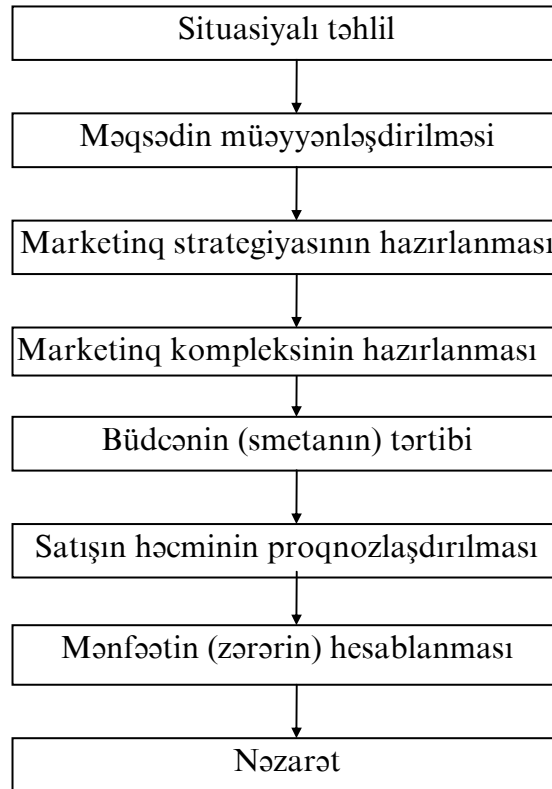 Situasiyalı təhlil
Məqsədin müəyyənləşdirilməsi
Marketinq strategiyasının hazırlanması
Marketinq kompleksinin hazırlanması
Büdcənin (smetanın) tərtibi
Satışın həcminin proqnozlaşdırılması
Mənfəətin (zərərin) hesablanması
Nəzarət